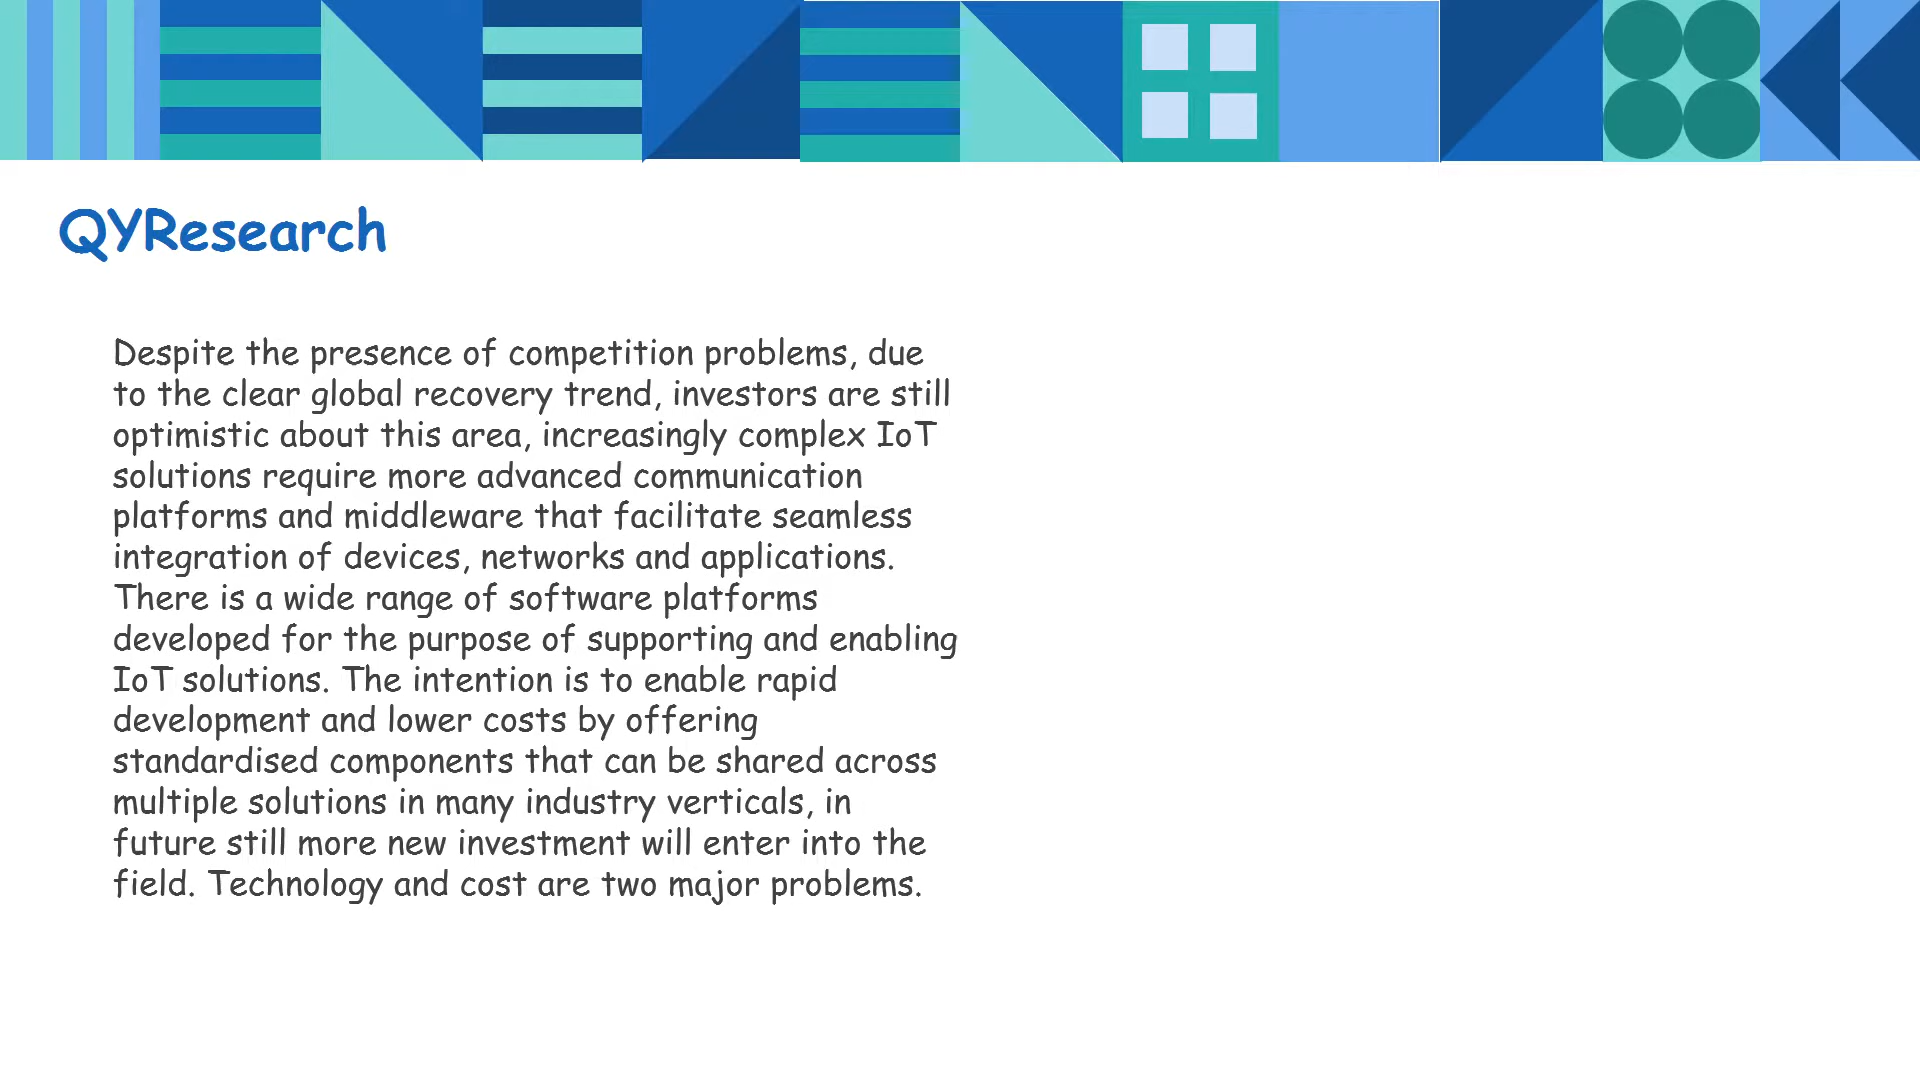 QYResearch
Despite the presence of competition problems, due
to the clear global recovery trend, investors are still
optimistic about this area, increasingly complex IoT
solutions require more advanced communication
platforms and middleware that facilitate seamless
integration of devices, networks and applications.
There is a wide range of software platforms
developed for the purpose of supporting and enabling
IoT solutions. The intention is to enable rapid
development and lower costs by offering
standardised components that can be shared across
multiple solutions in many industry verticals, in
future still more new investment will enter into the
field. Technology and cost are two major problems.